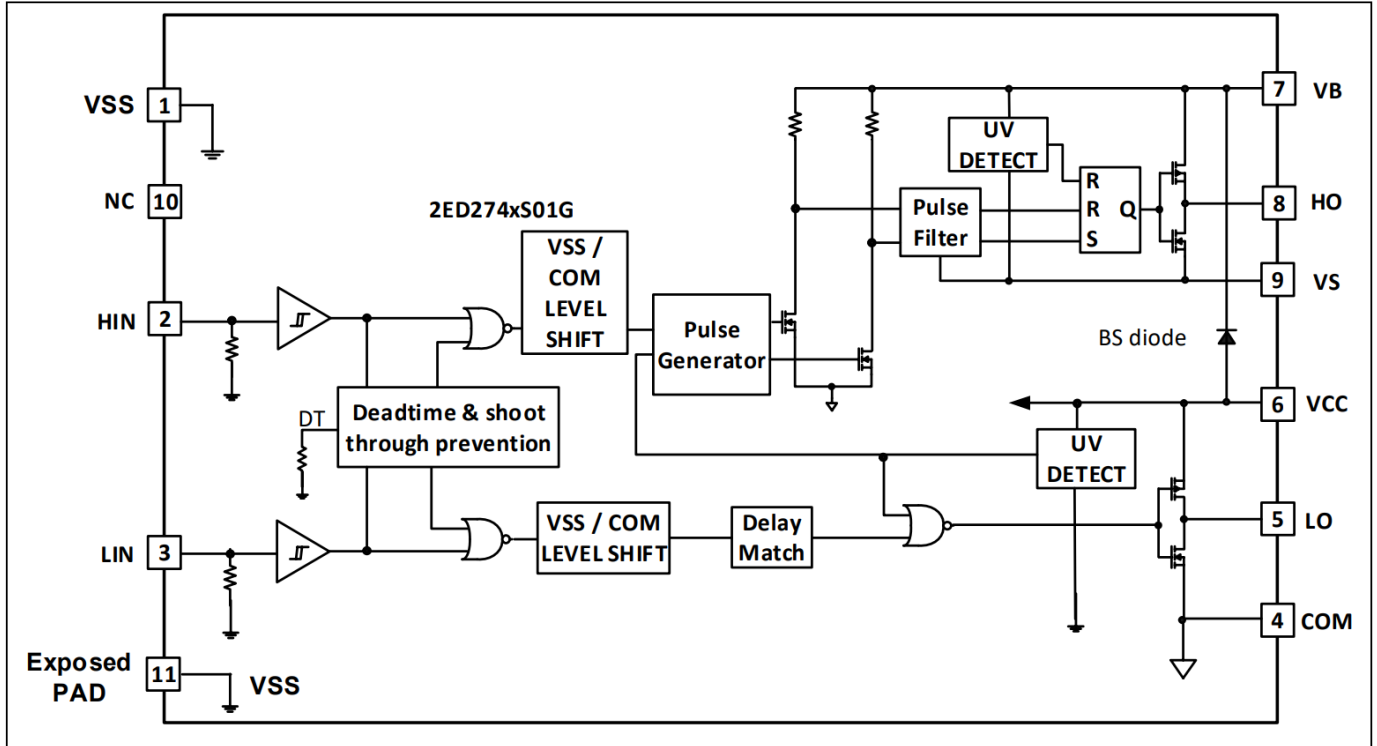 VSS
1
7
VB
UV
DETECT
NC
10
2ED274xS01G
R
R
Q
S
Pulse
Filter
8
HO
VSS /
COM
LEVEL
SHIFT
9
VS
HIN
2
Pulse
Generator
BS diode
DT
Deadtime & shoot
through prevention
6
VCC
UV
DETECT
LIN
3
VSS / COM
LEVEL SHIFT
Delay
Match
5
LO
4
COM
Exposed
PAD
11
VSS